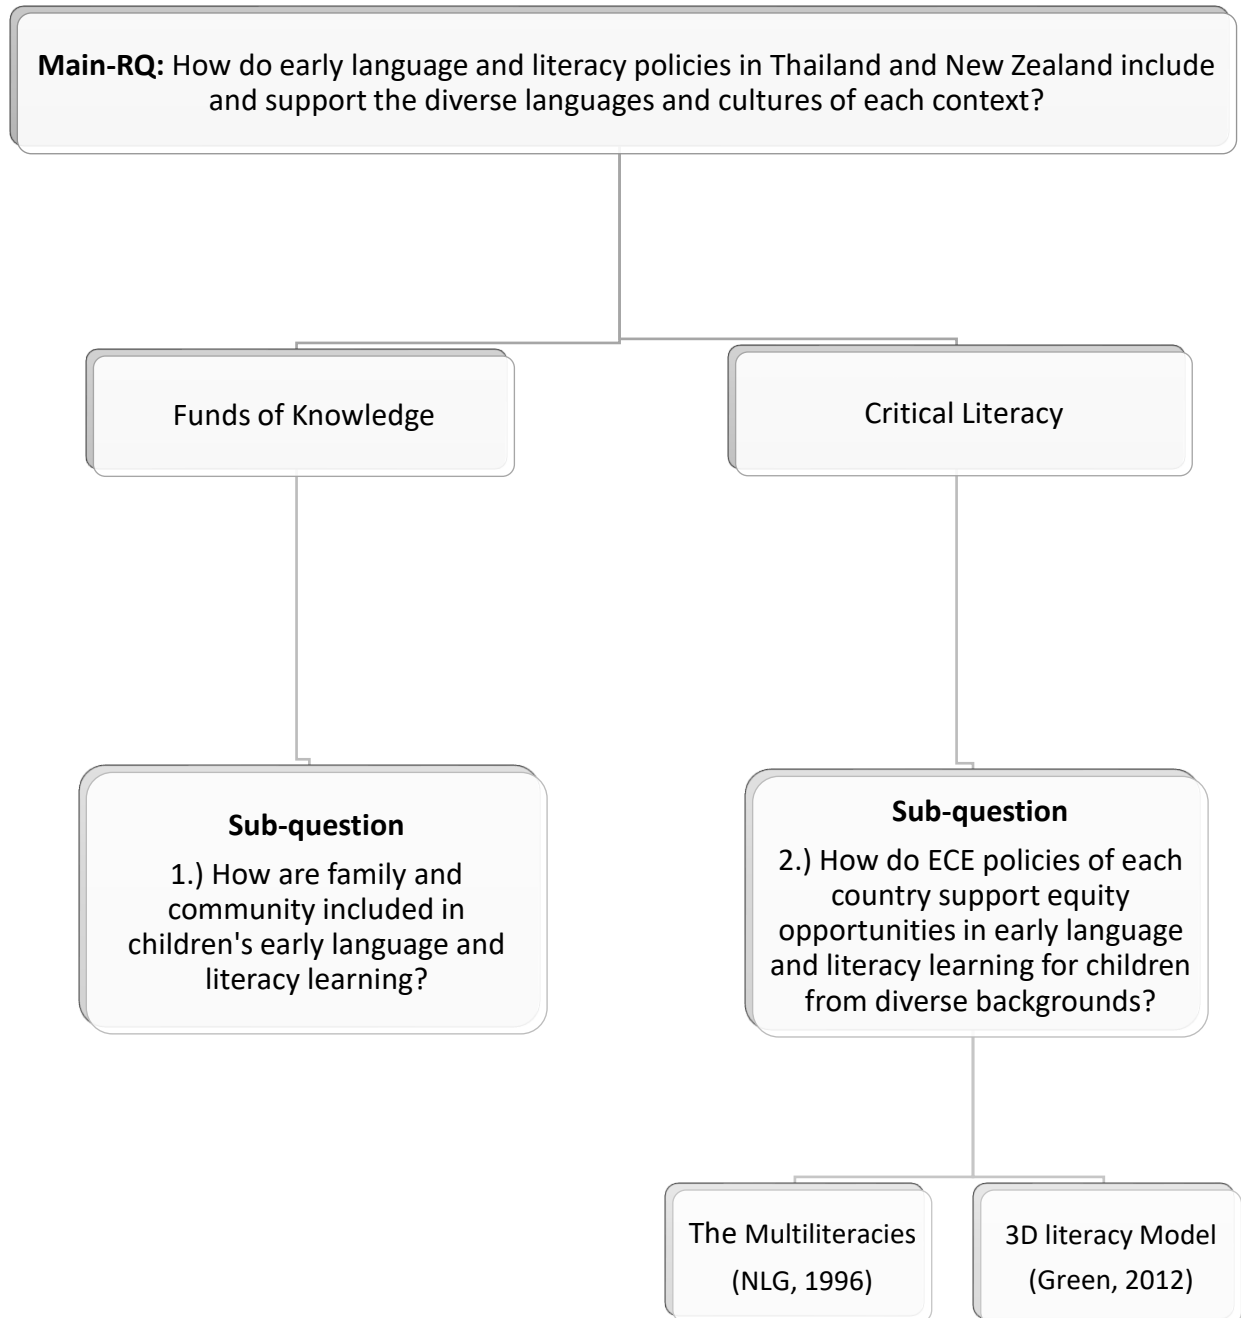 Main-RQ: How do early language and literacy policies in Thailand and New Zealand include
and support the diverse languages and cultures of each context?
Funds of Knowledge
Critical Literacy
Sub-question
1.) How are family and
community included in
children's early language and
literacy learning?
Sub-question
2.) How do ECE policies of each
country support equity
opportunities in early language
and literacy learning for children
from diverse backgrounds?
The Multiliteracies
(NLG, 1996)
3D literacy Model
(Green, 2012)